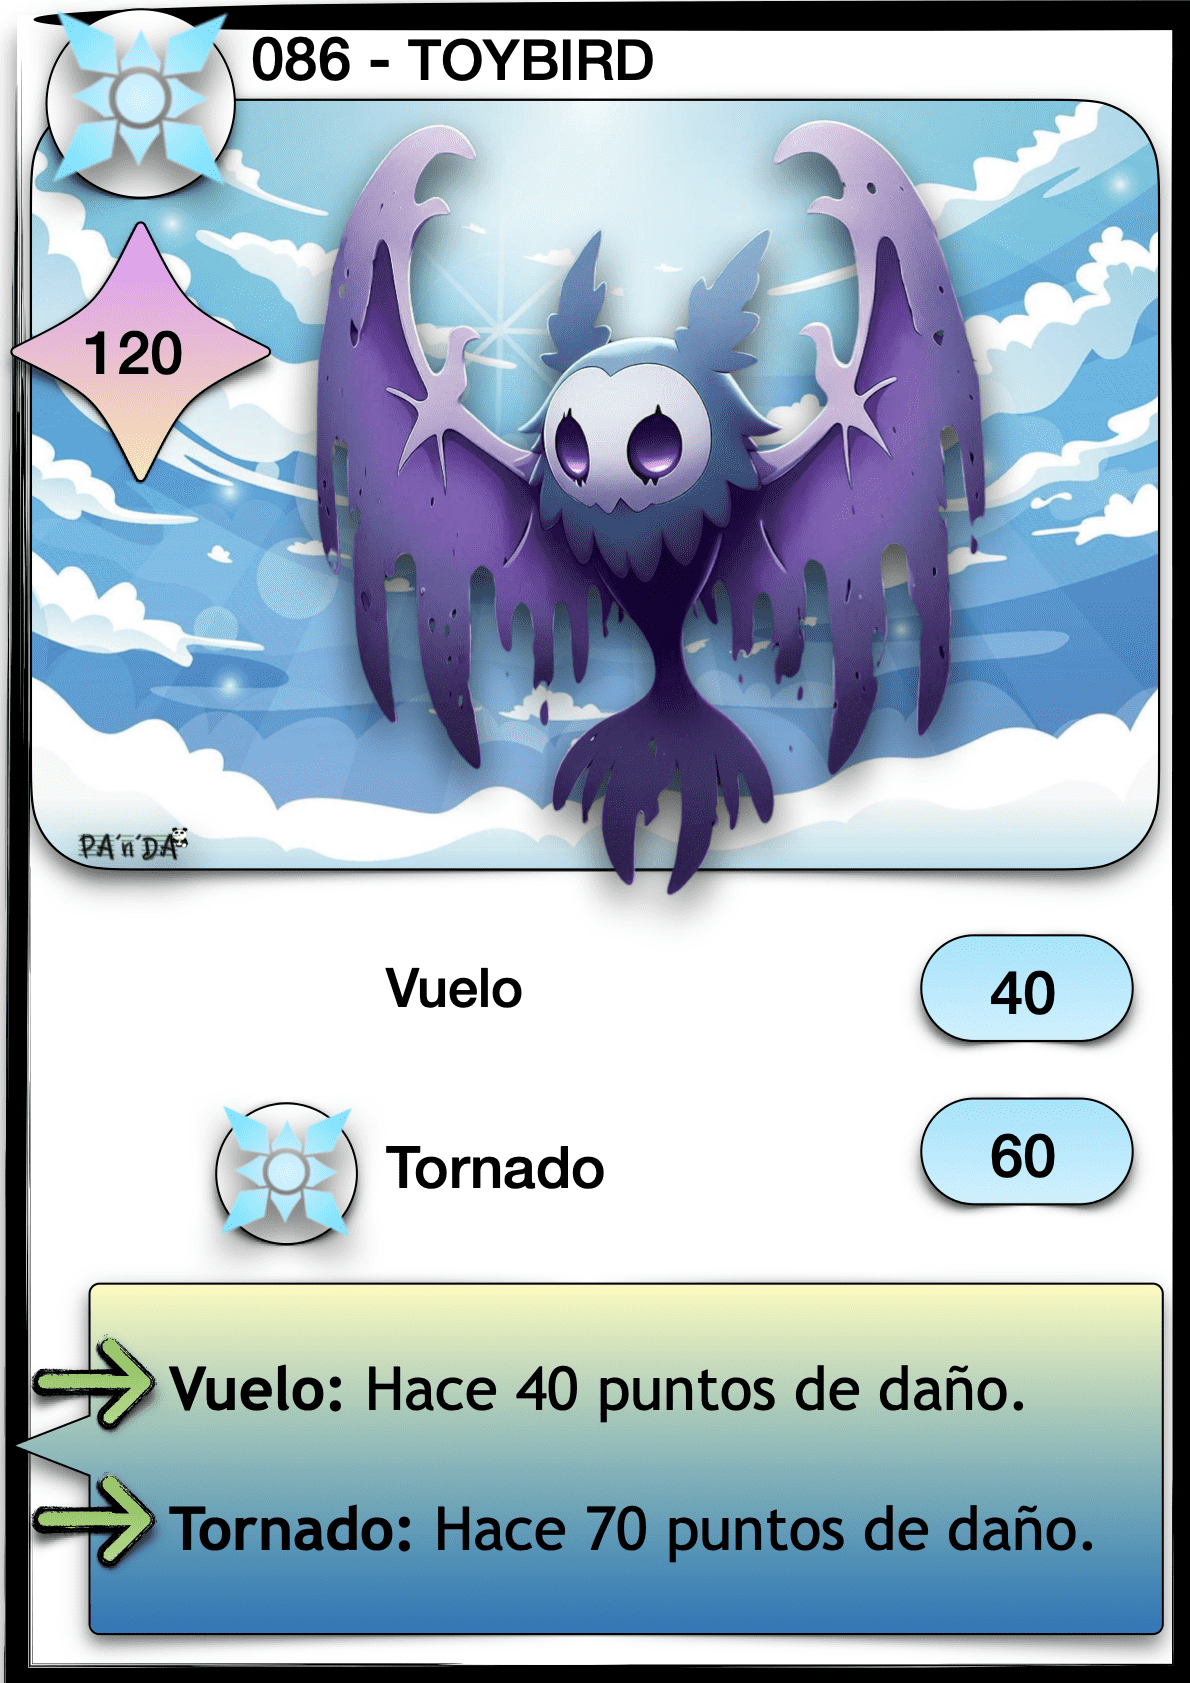 086 - TOYBIRD
120
PA'n'DA
Vuelo
40
Tornado
60
Vuelo: Hace 40 puntos de daño.
Tornado: Hace 70 puntos de daño.